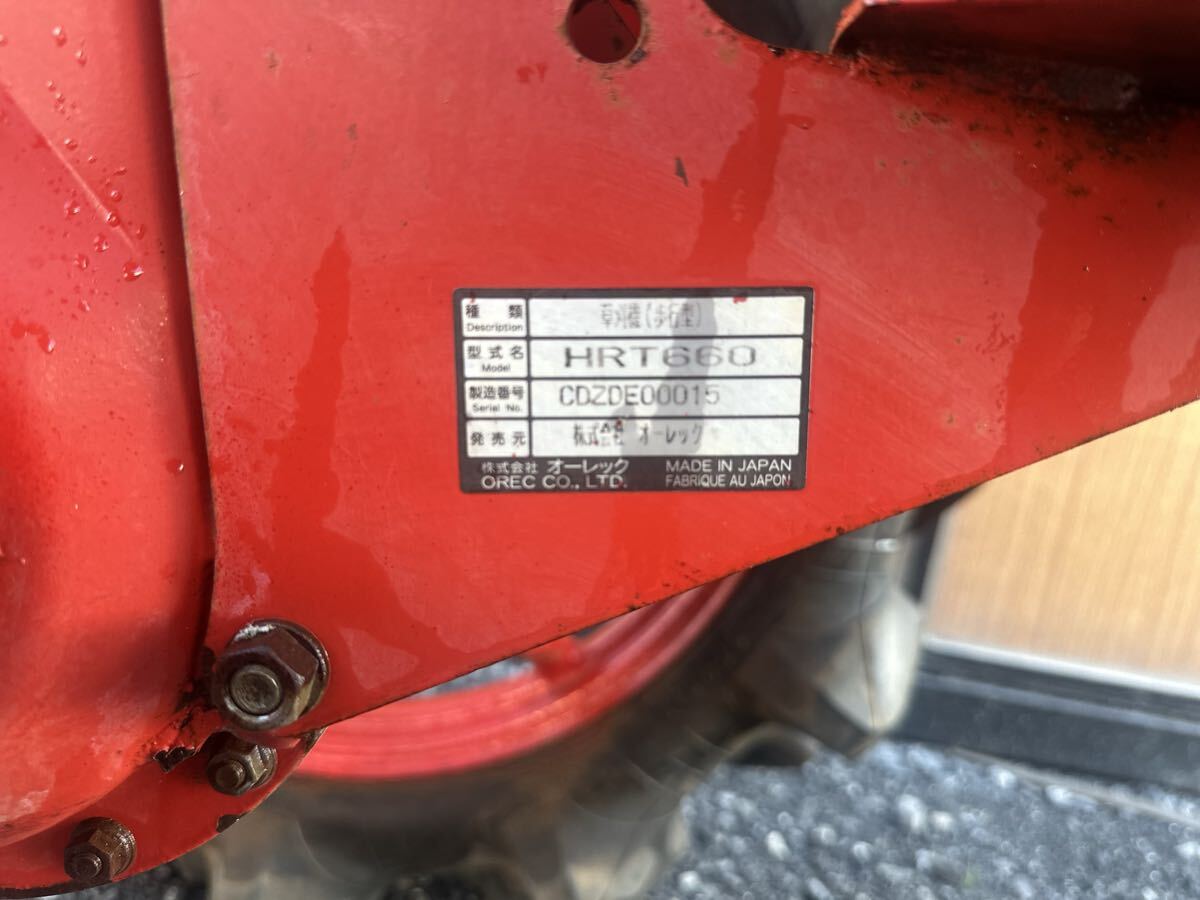 種類 草刈機(歩行型)
Description
型式名 HRT660
Model
製造番号 CDZDE00015
Serial No.
発売元 株式会社 オーレック
株式会社 オーレック MADE IN JAPAN
OREC CO., LTD. FABRIQUE AU JAPON